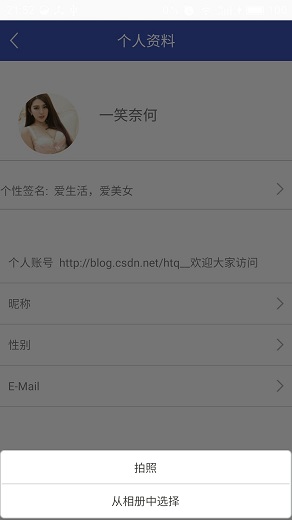 个人资料
一笑奈何
个性签名: 爱生活，爱美女
个人账号 http://blog.csdn.net/htq__欢迎大家访问
昵称
性别
E-Mail
拍照
从相册中选择